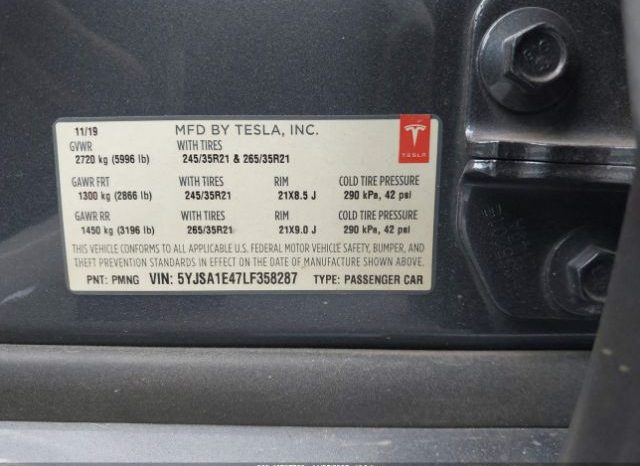 11/19 MFD BY TESLA, INC.
GVWR WITH TIRES
2720 kg (5996 lb) 245/35R21 & 265/35R21
TESLA
GAWR FRT WITH TIRES RIM COLD TIRE PRESSURE
1300 kg (2866 lb) 245/35R21 21X8.5 J 290 kPa, 42 psi
GAWR RR WITH TIRES RIM COLD TIRE PRESSURE
1450 kg (3196 lb) 265/35R21 21X9.0 J 290 kPa, 42 psi
THIS VEHICLE CONFORMS TO ALL APPLICABLE U.S. FEDERAL MOTOR VEHICLE SAFETY, BUMPER, AND
THEFT PREVENTION STANDARDS IN EFFECT ON THE DATE OF MANUFACTURE SHOWN ABOVE.
PNT: PMNG VIN: 5YJSA1E47LF358287 TYPE: PASSENGER CAR